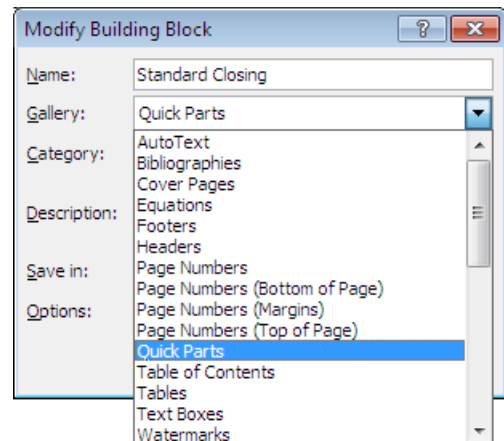 Modify Building Block
Name: Standard Closing
Gallery: Quick Parts
Category:
Description:
Save in:
Options:
AutoText
Bibliographies
Cover Pages
Equations
Footers
Headers
Page Numbers
Page Numbers (Bottom of Page)
Page Numbers (Margins)
Page Numbers (Top of Page)
Quick Parts
Table of Contents
Tables
Text Boxes
Watermarks